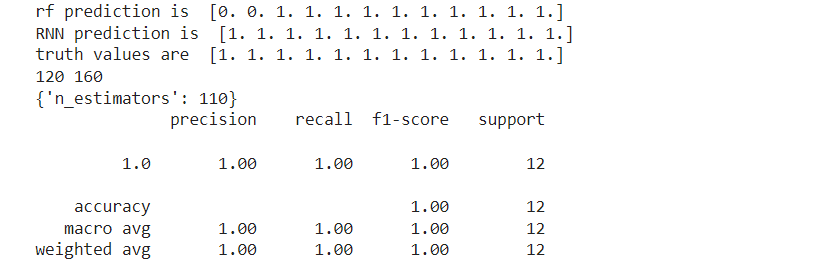 rf prediction is  [0. 0. 1. 1. 1. 1. 1. 1. 1. 1. 1. 1.]
RNN prediction is  [1. 1. 1. 1. 1. 1. 1. 1. 1. 1. 1. 1.]
truth values are  [1. 1. 1. 1. 1. 1. 1. 1. 1. 1. 1. 1.]
120 160
{'n_estimators': 110}
precision    recall  f1-score   support
1.0       1.00      1.00      1.00        12
accuracy                           1.00        12
macro avg       1.00      1.00      1.00        12
weighted avg       1.00      1.00      1.00        12